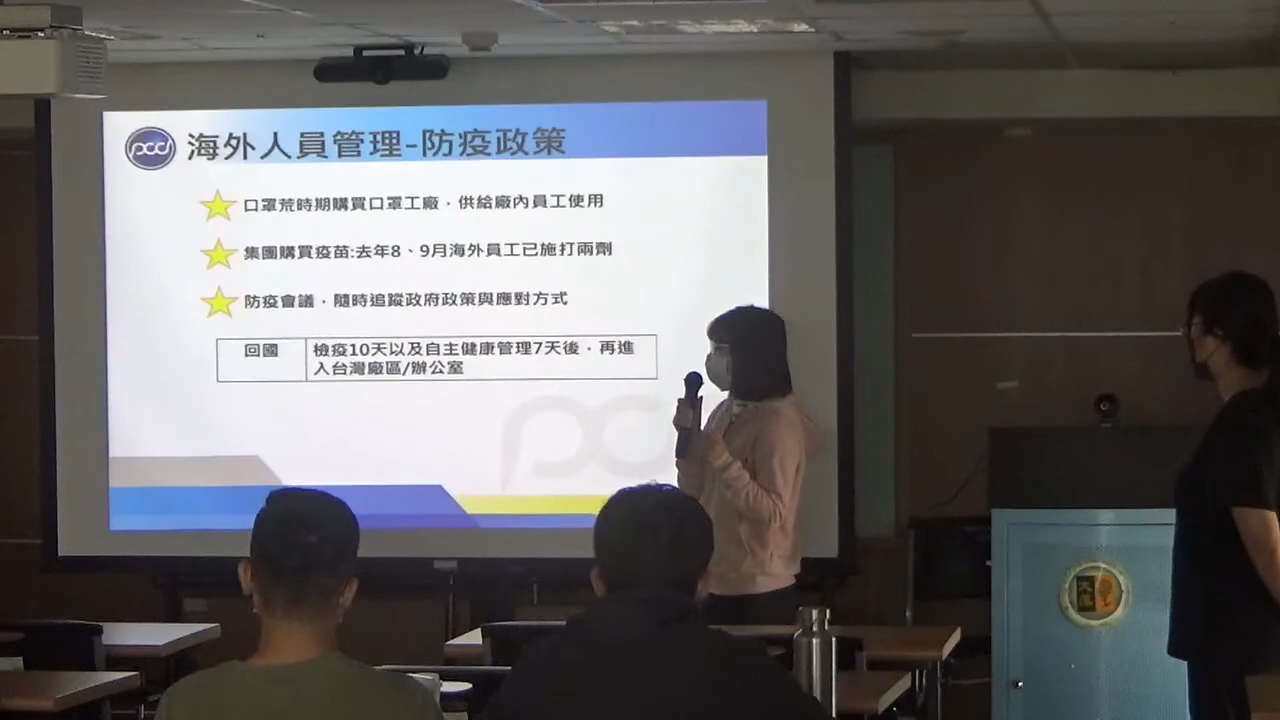 pcd 海外人員管理-防疫政策
口罩荒時期購買口罩工廠，供給廠內員工使用
集團購買疫苗:去年8、9月海外員工已施打兩劑
防疫會議，隨時追蹤政府政策與應對方式
回國 檢疫10天以及自主健康管理7天後，再進
入台灣廠區/辦公室